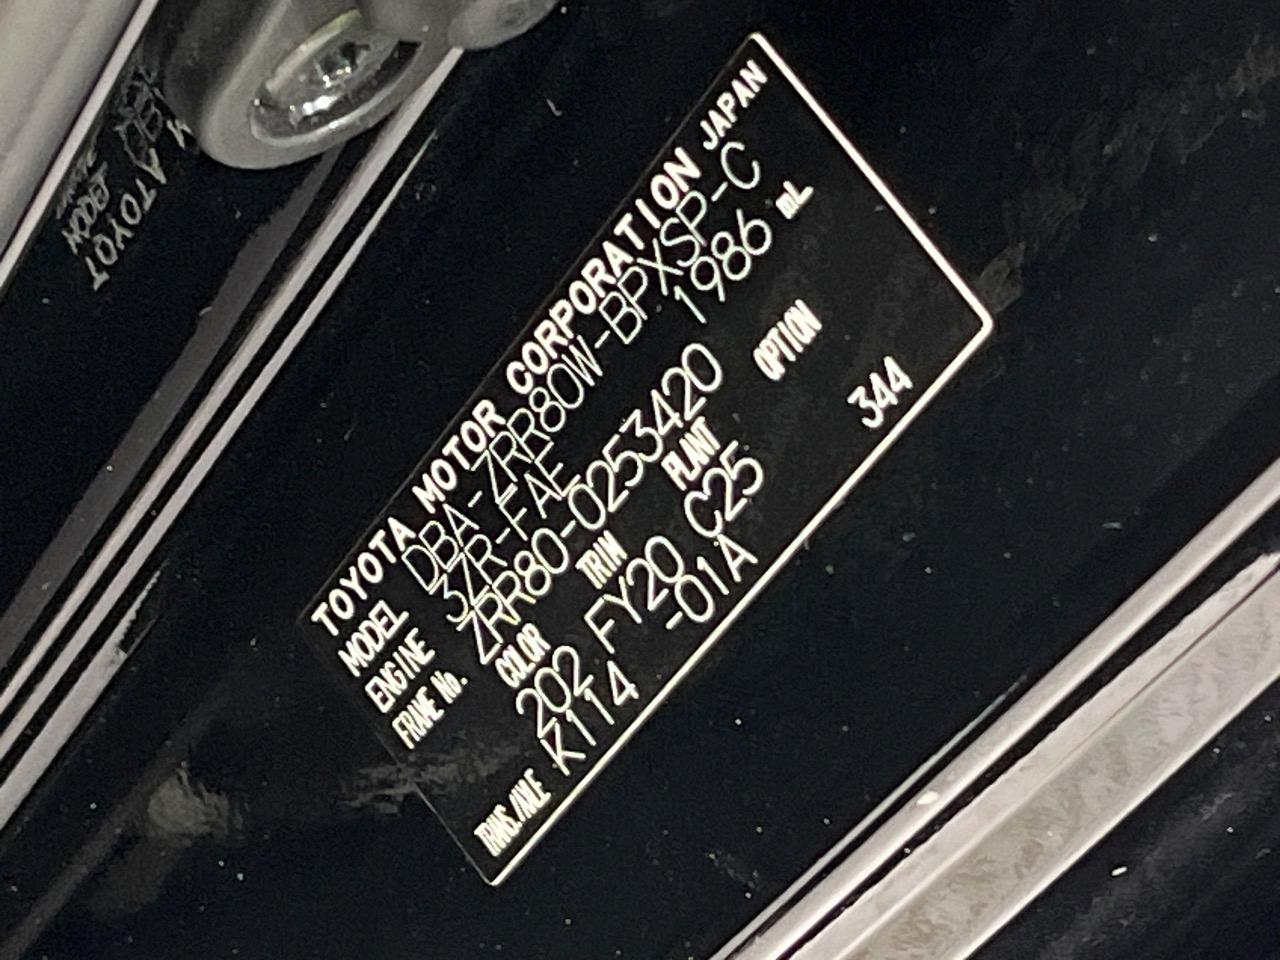 TOYOTA MOTOR CORPORATION JAPAN
MODEL DBA-ZRR80W-BPXSP-C
ENGINE 3ZR-FAE 1986 mL
FRAME No. ZRR80-0253420
COLOR TRIM PLANT OPTION
202 FY20 C25 344
TRANS./AXLE K114 -01A